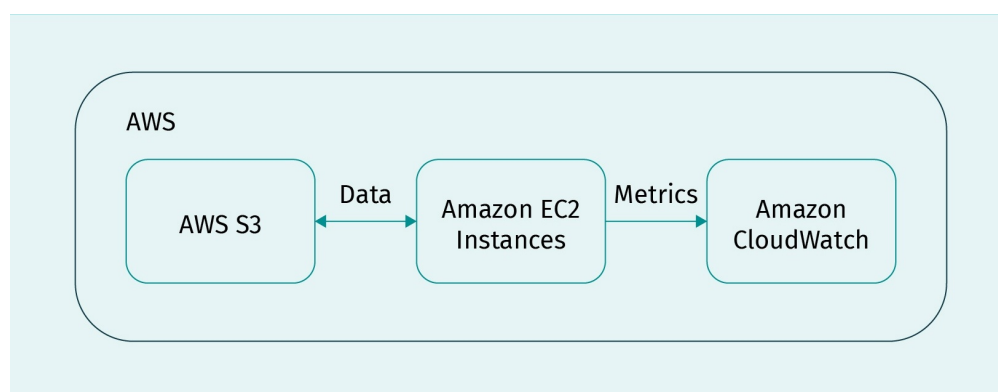 AWS
AWS S3
Data
Amazon EC2
Instances
Metrics
Amazon
CloudWatch